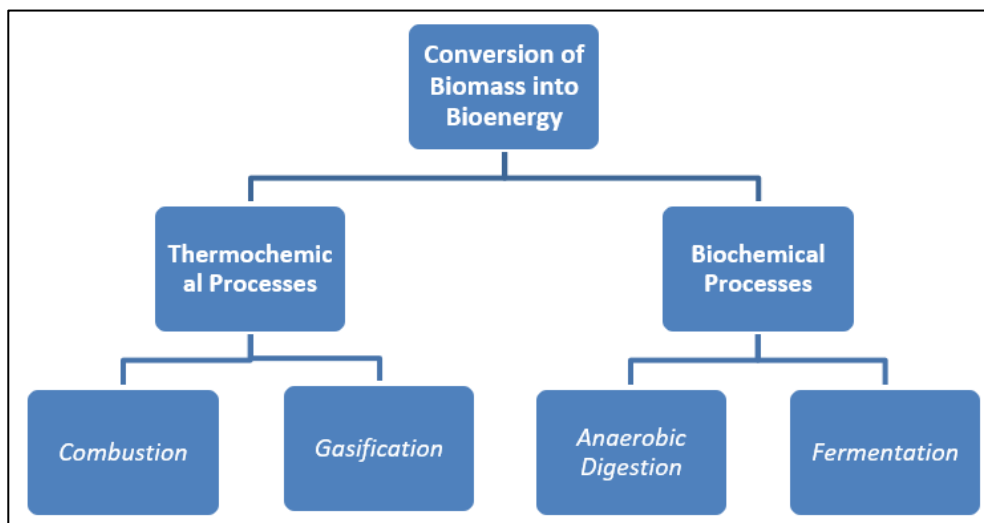 Conversion of
Biomass into
Bioenergy
Thermochemic
al Processes
Biochemical
Processes
Combustion
Gasification
Anaerobic
Digestion
Fermentation